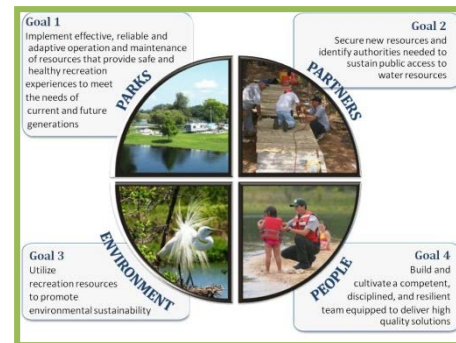 Goal 1
Implement effective, reliable and
adaptive operation and maintenance
of resources that provide safe and
healthy recreation
experiences to meet
the needs of
current and future
generations
Goal 2
Secure new resources and
identify authorities needed to
sustain public access to
water resources
PARKS
PARTNERS
ENVIRONMENT
PEOPLE
Goal 3
Utilize
recreation resources
to promote
environmental sustainability
Goal 4
Build and
cultivate a competent,
disciplined, and resilient
team equipped to deliver high
quality solutions